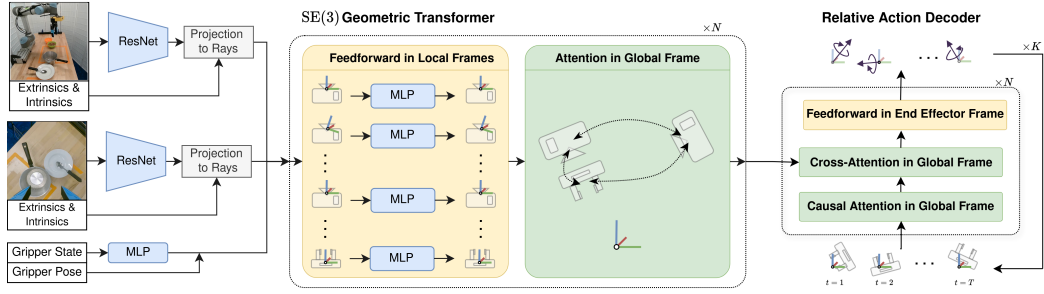 ResNet
Projection
to Rays
Extrinsics &
Intrinsics
ResNet
Projection
to Rays
Extrinsics &
Intrinsics
Gripper State
MLP
Gripper Pose
SE(3) Geometric Transformer
×N
Feedforward in Local Frames
MLP
MLP
MLP
MLP
Attention in Global Frame
Relative Action Decoder
×K
×N
Feedforward in End Effector Frame
Cross-Attention in Global Frame
Causal Attention in Global Frame
t = 1
t = 2
t = T